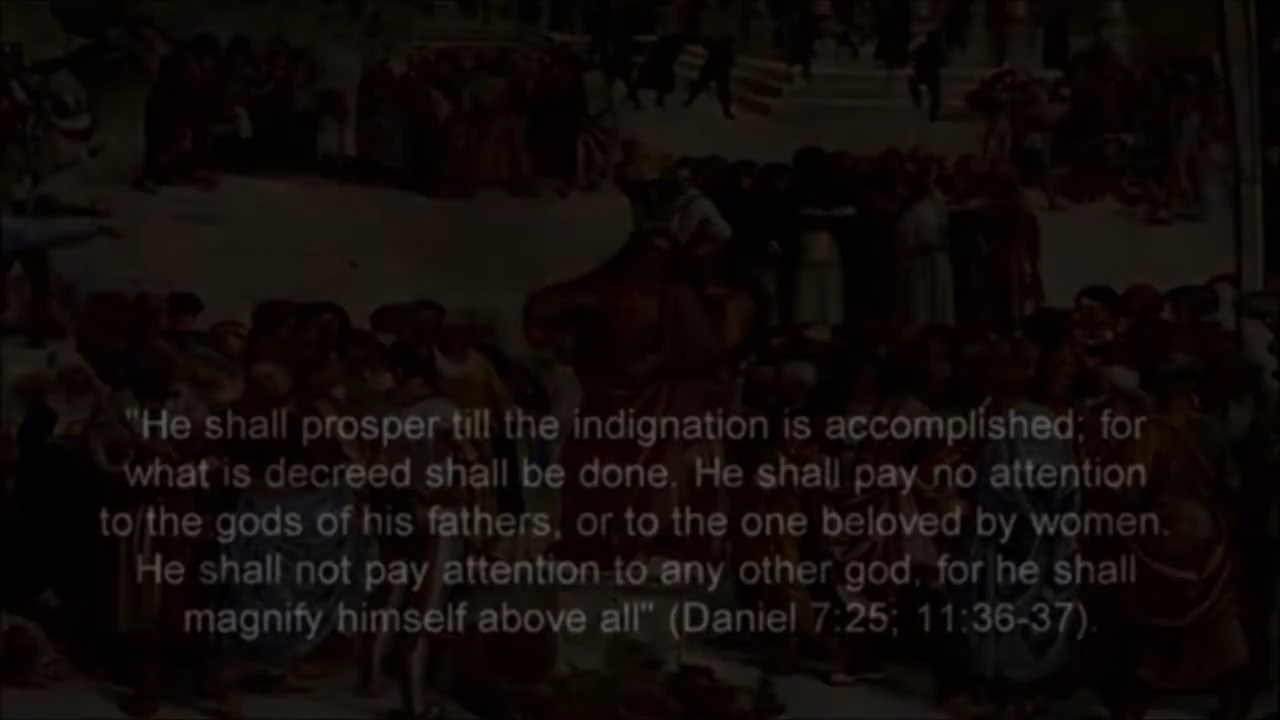 "He shall prosper till the indignation is accomplished; for
what is decreed shall be done. He shall pay no attention
to the gods of his fathers, or to the one beloved by women.
He shall not pay attention to any other god, for he shall
magnify himself above all" (Daniel 7:25; 11:36-37).